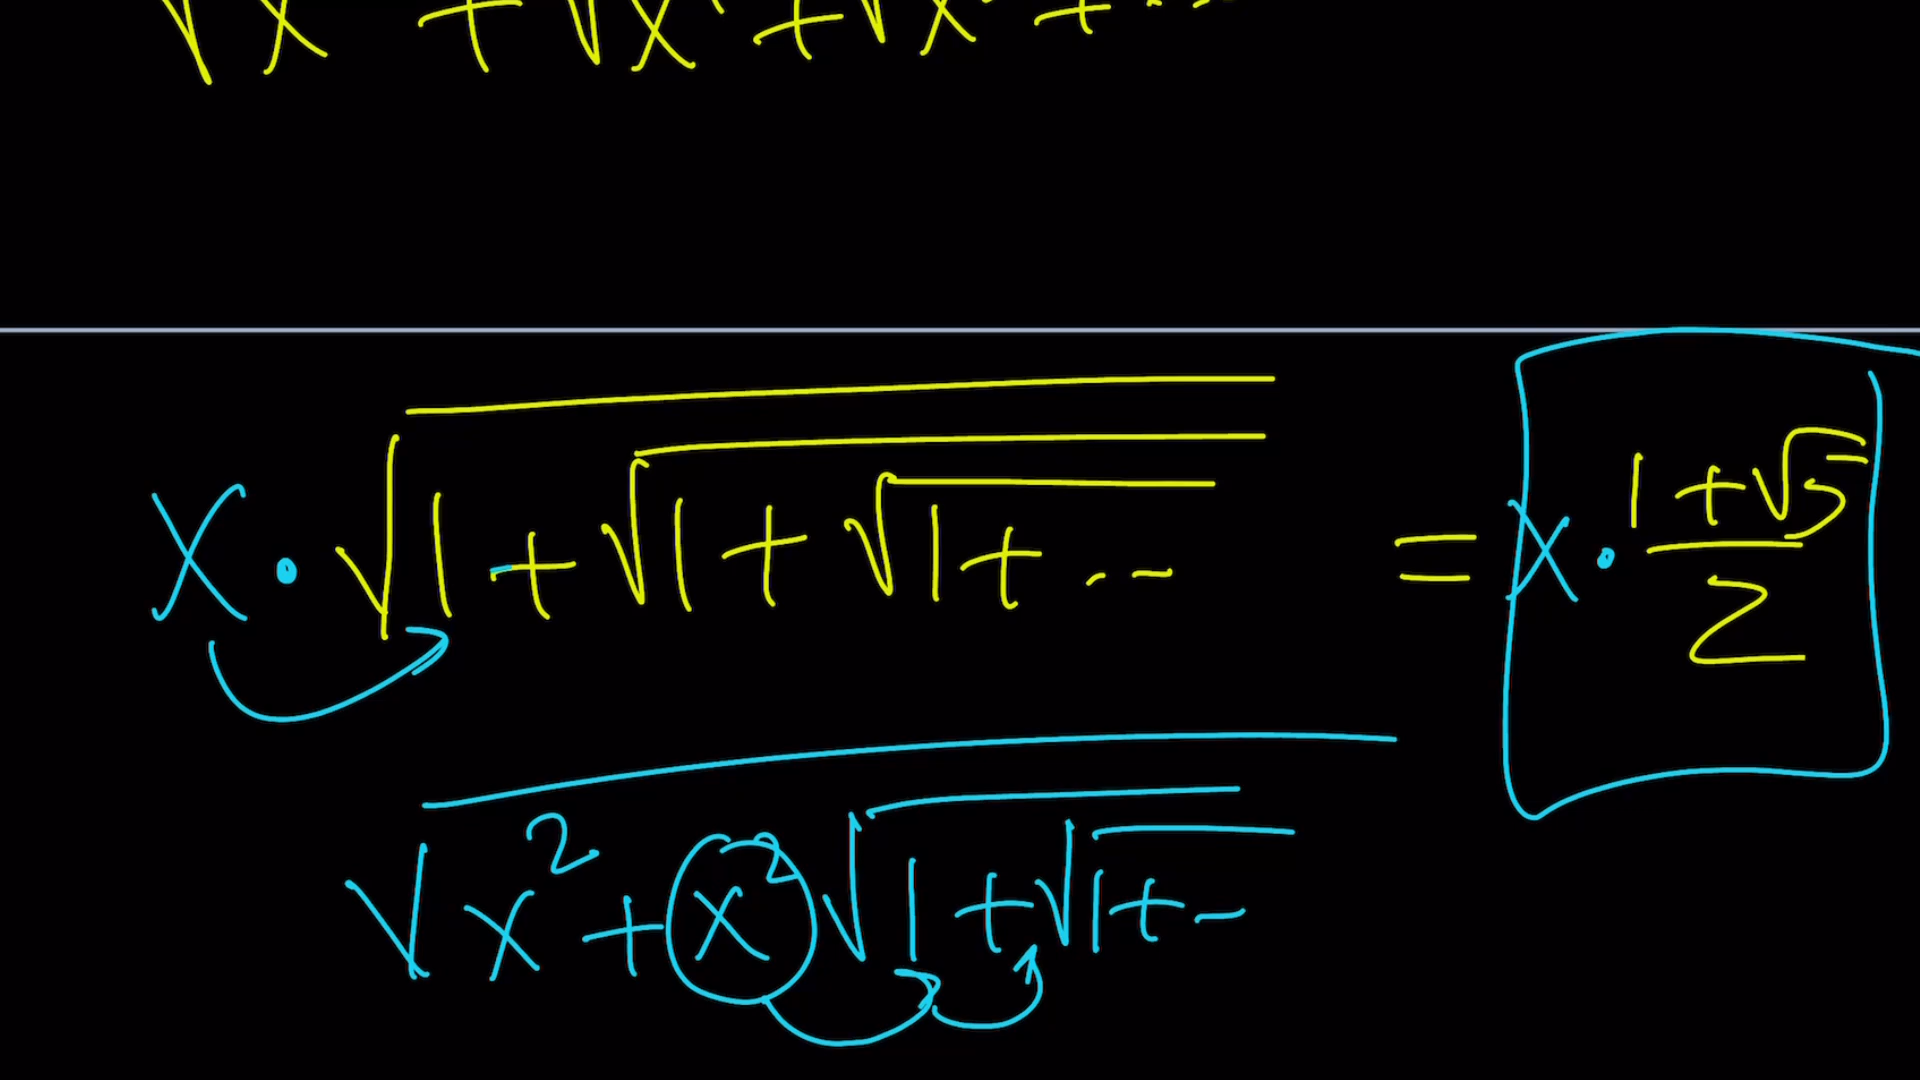 √x + √x + √x + ...
x · √1 + √1 + √1 + ... = x · (1 + √5)/2
√x² + x² √1 + √1 + ...